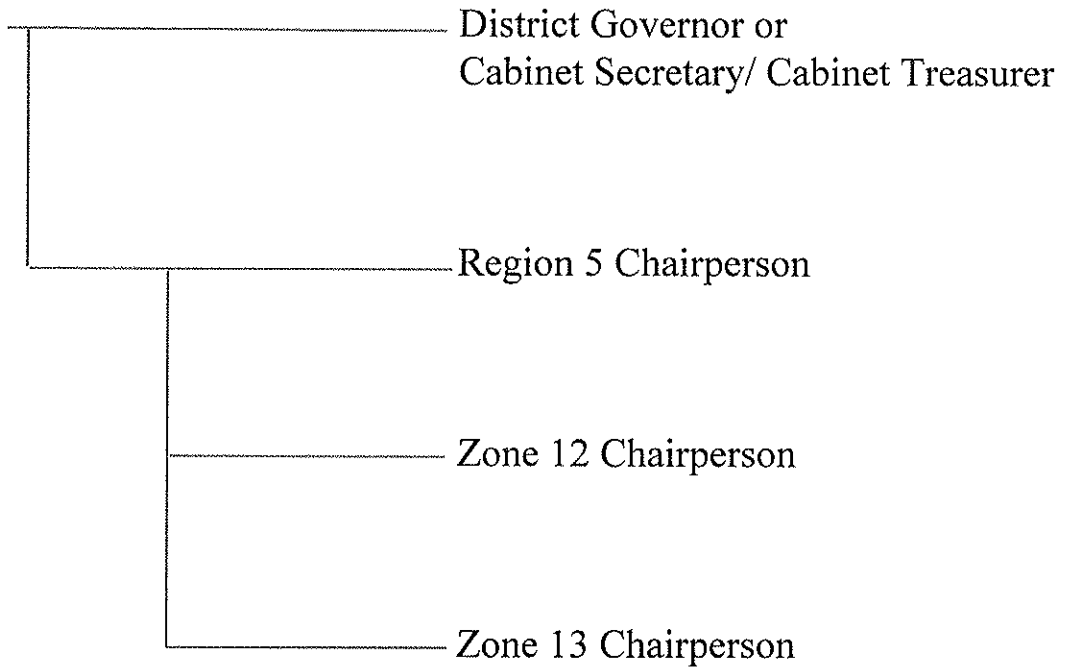 District Governor or
Cabinet Secretary/ Cabinet Treasurer
Region 5 Chairperson
Zone 12 Chairperson
Zone 13 Chairperson